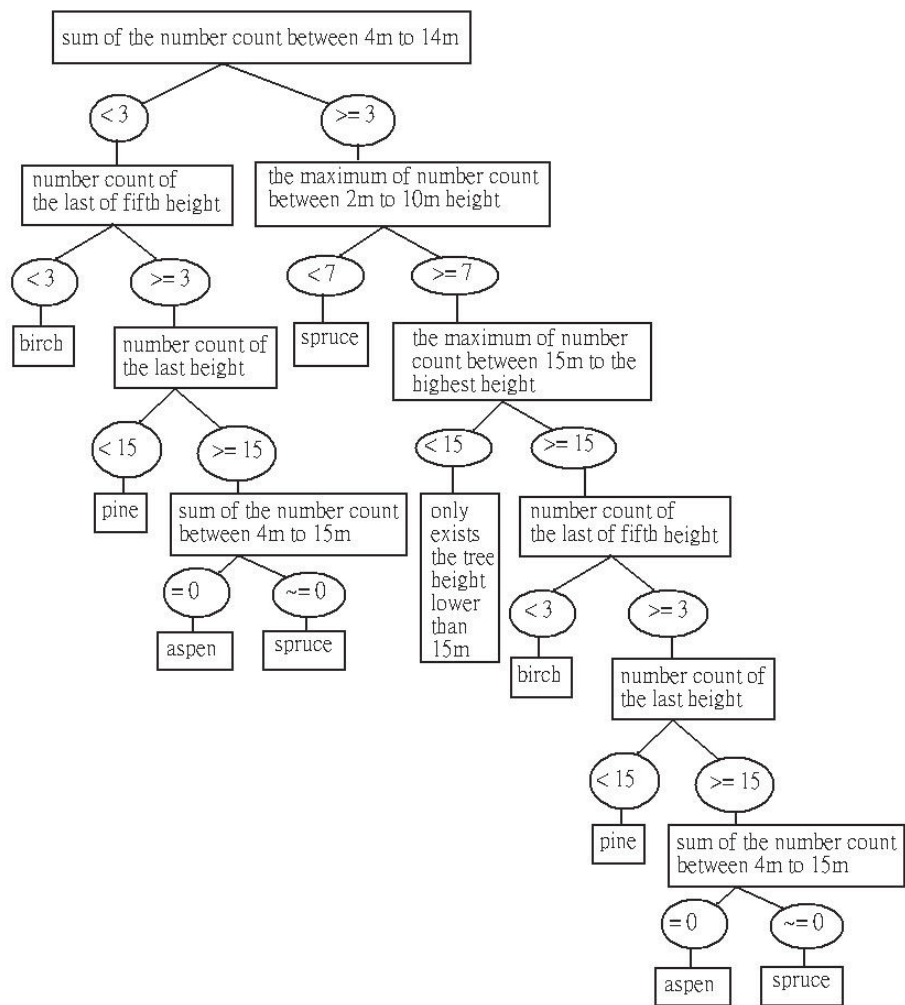 sum of the number count between 4m to 14m
< 3
>= 3
number count of
the last of fifth height
the maximum of number count
between 2m to 10m height
< 3
>= 3
< 7
>= 7
birch
number count of
the last height
spruce
the maximum of number
count between 15m to the
highest height
< 15
>= 15
< 15
>= 15
pine
sum of the number count
between 4m to 15m
only
exists
the tree
height
lower
than
15m
number count of
the last of fifth height
= 0
~= 0
< 3
>= 3
aspen
spruce
birch
number count of
the last height
< 15
>= 15
pine
sum of the number count
between 4m to 15m
= 0
~= 0
aspen
spruce